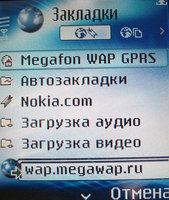 Закладки
Megafon WAP GPRS
Автозакладки
Nokia.com
Загрузка аудио
Загрузка видео
wap.megawap.ru
Отмена